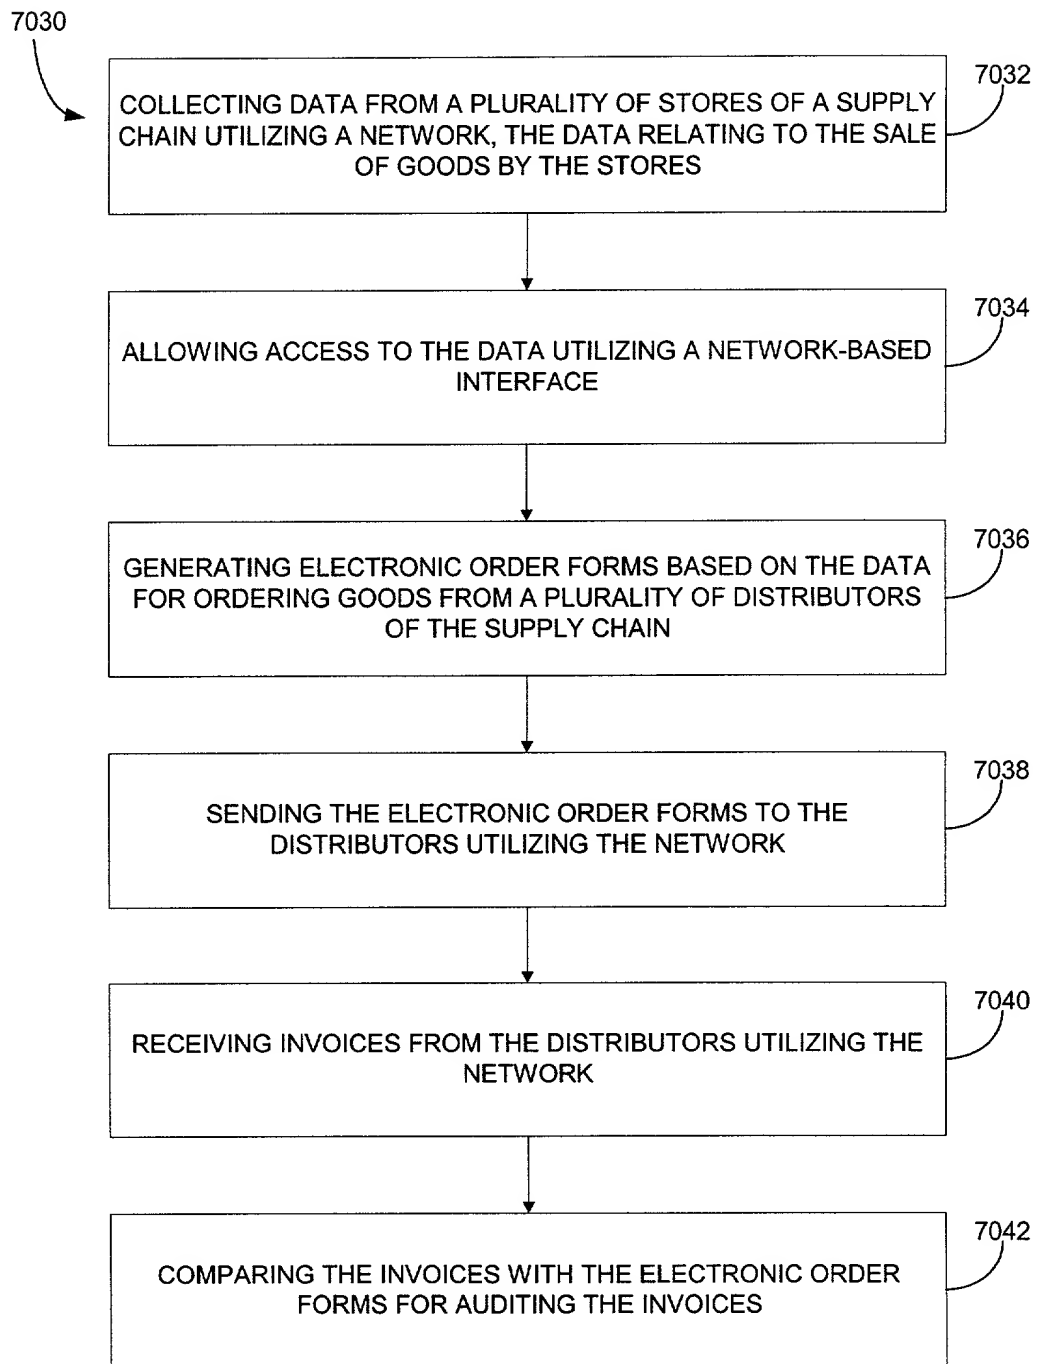 7030
7032
COLLECTING DATA FROM A PLURALITY OF STORES OF A SUPPLY
CHAIN UTILIZING A NETWORK, THE DATA RELATING TO THE SALE
OF GOODS BY THE STORES
7034
ALLOWING ACCESS TO THE DATA UTILIZING A NETWORK-BASED
INTERFACE
7036
GENERATING ELECTRONIC ORDER FORMS BASED ON THE DATA
FOR ORDERING GOODS FROM A PLURALITY OF DISTRIBUTORS
OF THE SUPPLY CHAIN
7038
SENDING THE ELECTRONIC ORDER FORMS TO THE
DISTRIBUTORS UTILIZING THE NETWORK
7040
RECEIVING INVOICES FROM THE DISTRIBUTORS UTILIZING THE
NETWORK
7042
COMPARING THE INVOICES WITH THE ELECTRONIC ORDER
FORMS FOR AUDITING THE INVOICES